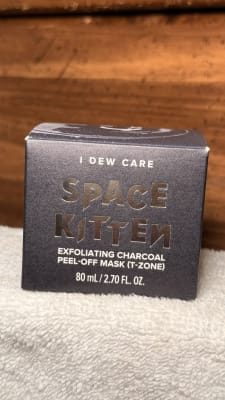 I DEW CARE
SPACE
KITTEN
EXFOLIATING CHARCOAL
PEEL-OFF MASK (T-ZONE)
80 mL / 2.70 FL. OZ.